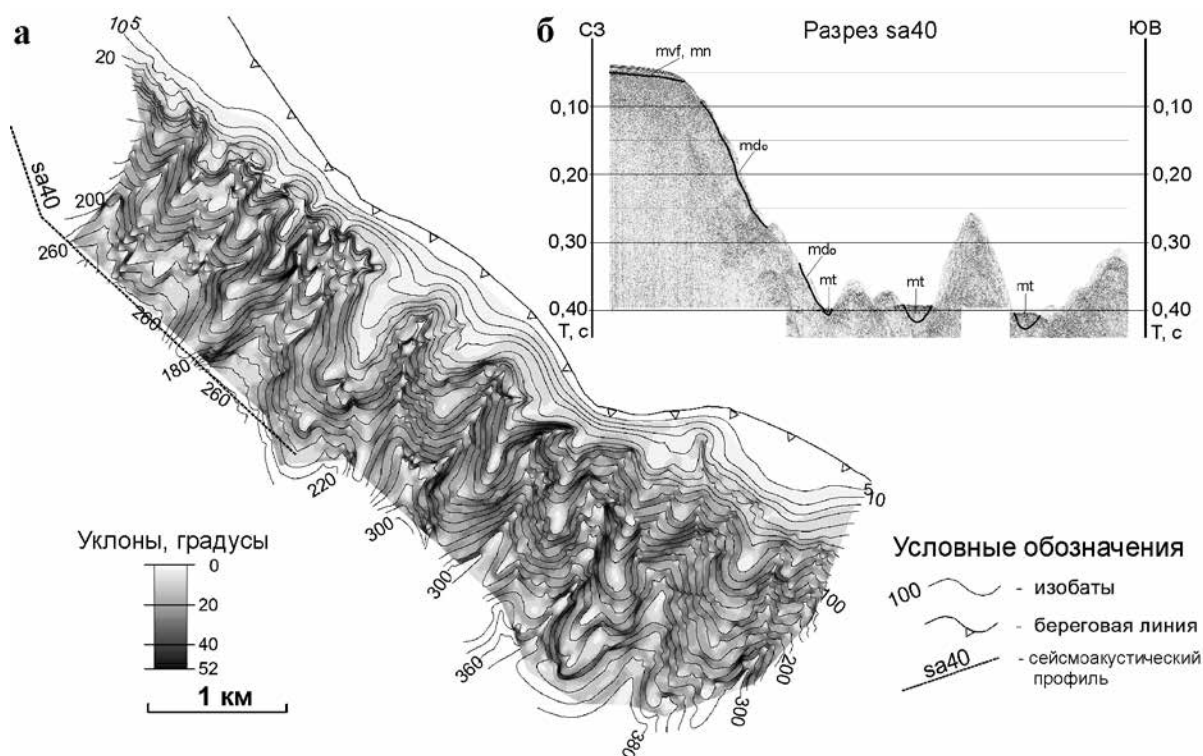 а
10 5
20
sa40
200
260
260
180
260
220
300
300
360
380
300
200
100
5
10
Уклоны, градусы
0
20
40
52
1 км
б
СЗ
Разрез sa40
ЮВ
mvf, mn
0,10
0,10
md₀
0,20
0,20
0,30
0,30
md₀
mt
mt
mt
0,40
0,40
T, c
T, c
Условные обозначения
100 - изобаты
- береговая линия
sa40 - сейсмоакустический
профиль